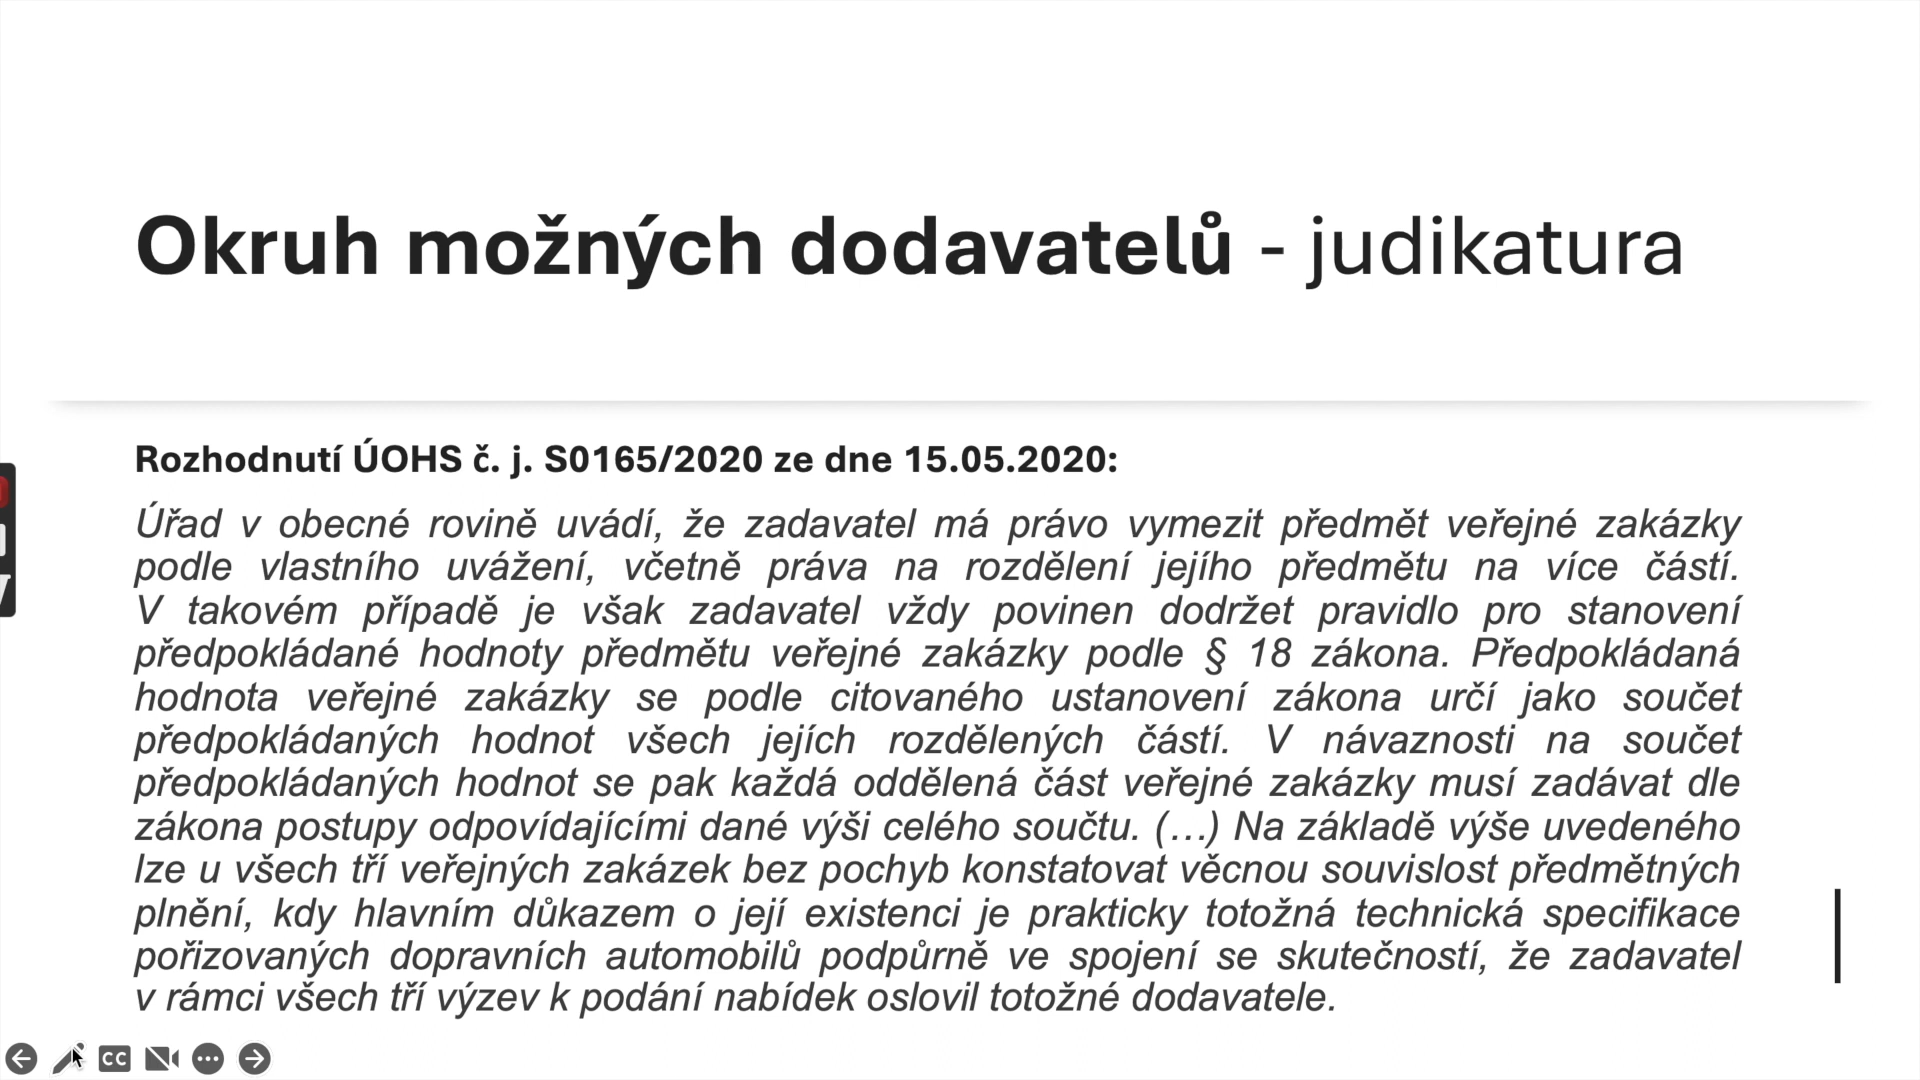 Okruh možných dodavatelů - judikatura
Rozhodnutí ÚOHS č. j. S0165/2020 ze dne 15.05.2020:
Úřad v obecné rovině uvádí, že zadavatel má právo vymezit předmět veřejné zakázky
podle vlastního uvážení, včetně práva na rozdělení jejího předmětu na více částí.
V takovém případě je však zadavatel vždy povinen dodržet pravidlo pro stanovení
předpokládané hodnoty předmětu veřejné zakázky podle § 18 zákona. Předpokládaná
hodnota veřejné zakázky se podle citovaného ustanovení zákona určí jako součet
předpokládaných hodnot všech jejích rozdělených částí. V návaznosti na součet
předpokládaných hodnot se pak každá oddělená část veřejné zakázky musí zadávat dle
zákona postupy odpovídajícími dané výši celého součtu. (…) Na základě výše uvedeného
lze u všech tří veřejných zakázek bez pochyb konstatovat věcnou souvislost předmětných
plnění, kdy hlavním důkazem o její existenci je prakticky totožná technická specifikace
pořizovaných dopravních automobilů podpůrně ve spojení se skutečností, že zadavatel
v rámci všech tří výzev k podání nabídek oslovil totožné dodavatele.
CC